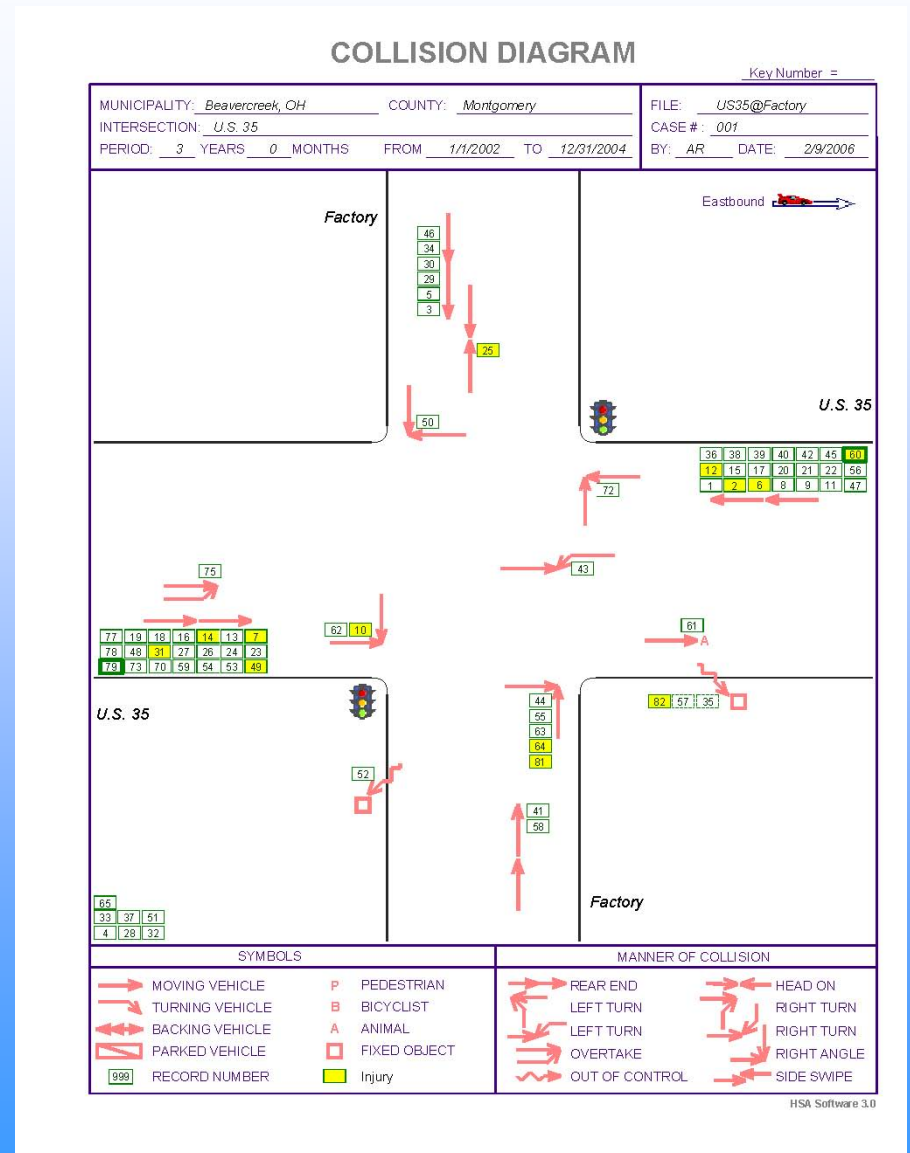 COLLISION DIAGRAM
Key Number =
MUNICIPALITY: Beavercreek, OH COUNTY: Montgomery FILE: US35@Factory
INTERSECTION: U.S. 35 CASE # : 001
PERIOD: 3 YEARS 0 MONTHS FROM 1/1/2002 TO 12/31/2004 BY: AR DATE: 2/9/2006
Eastbound
Factory
46
34
30
29
5
3
25
50
U.S. 35
36 38 39 40 42 45 60
12 15 17 20 21 22 56
1 2 6 8 9 11 47
72
43
75
62 10
61
A
77 19 18 16 14 13 7
78 48 31 27 26 24 23
79 73 70 59 54 53 49
U.S. 35
44
55
63
64
81
82 57 35
52
41
58
Factory
65
33 37 51
4 28 32
SYMBOLS
MOVING VEHICLE P PEDESTRIAN
TURNING VEHICLE B BICYCLIST
BACKING VEHICLE A ANIMAL
PARKED VEHICLE FIXED OBJECT
999 RECORD NUMBER Injury
MANNER OF COLLISION
REAR END HEAD ON
LEFT TURN RIGHT TURN
LEFT TURN RIGHT TURN
OVERTAKE RIGHT ANGLE
OUT OF CONTROL SIDE SWIPE
HSA Software 3.0